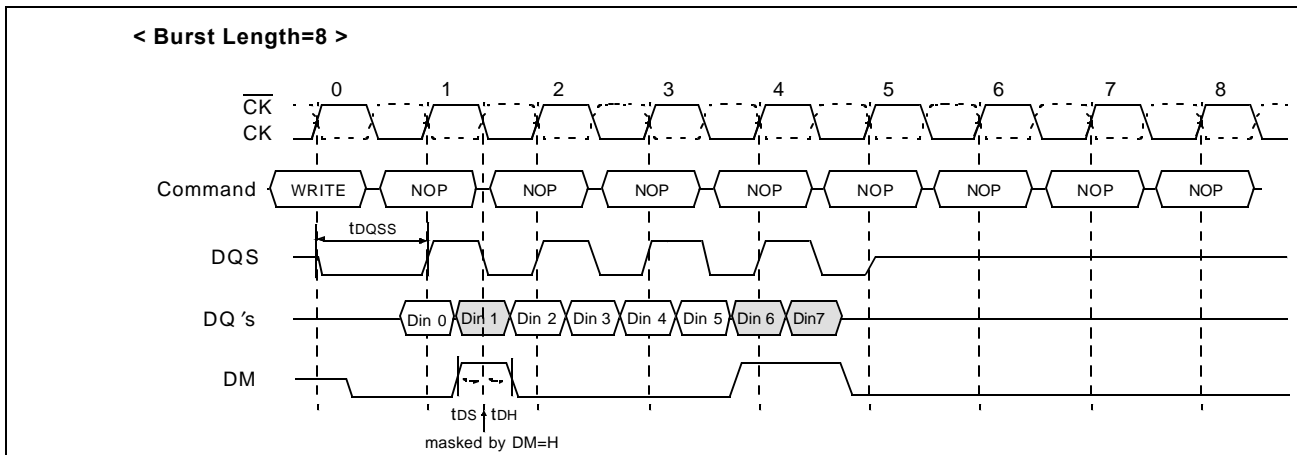 < Burst Length=8 >
0 1 2 3 4 5 6 7 8
CK
CK
Command WRITE NOP NOP NOP NOP NOP NOP NOP NOP
tDQSS
DQS
DQ's Din 0 Din 1 Din 2 Din 3 Din 4 Din 5 Din 6 Din7
DM
tDS tDH
masked by DM=H